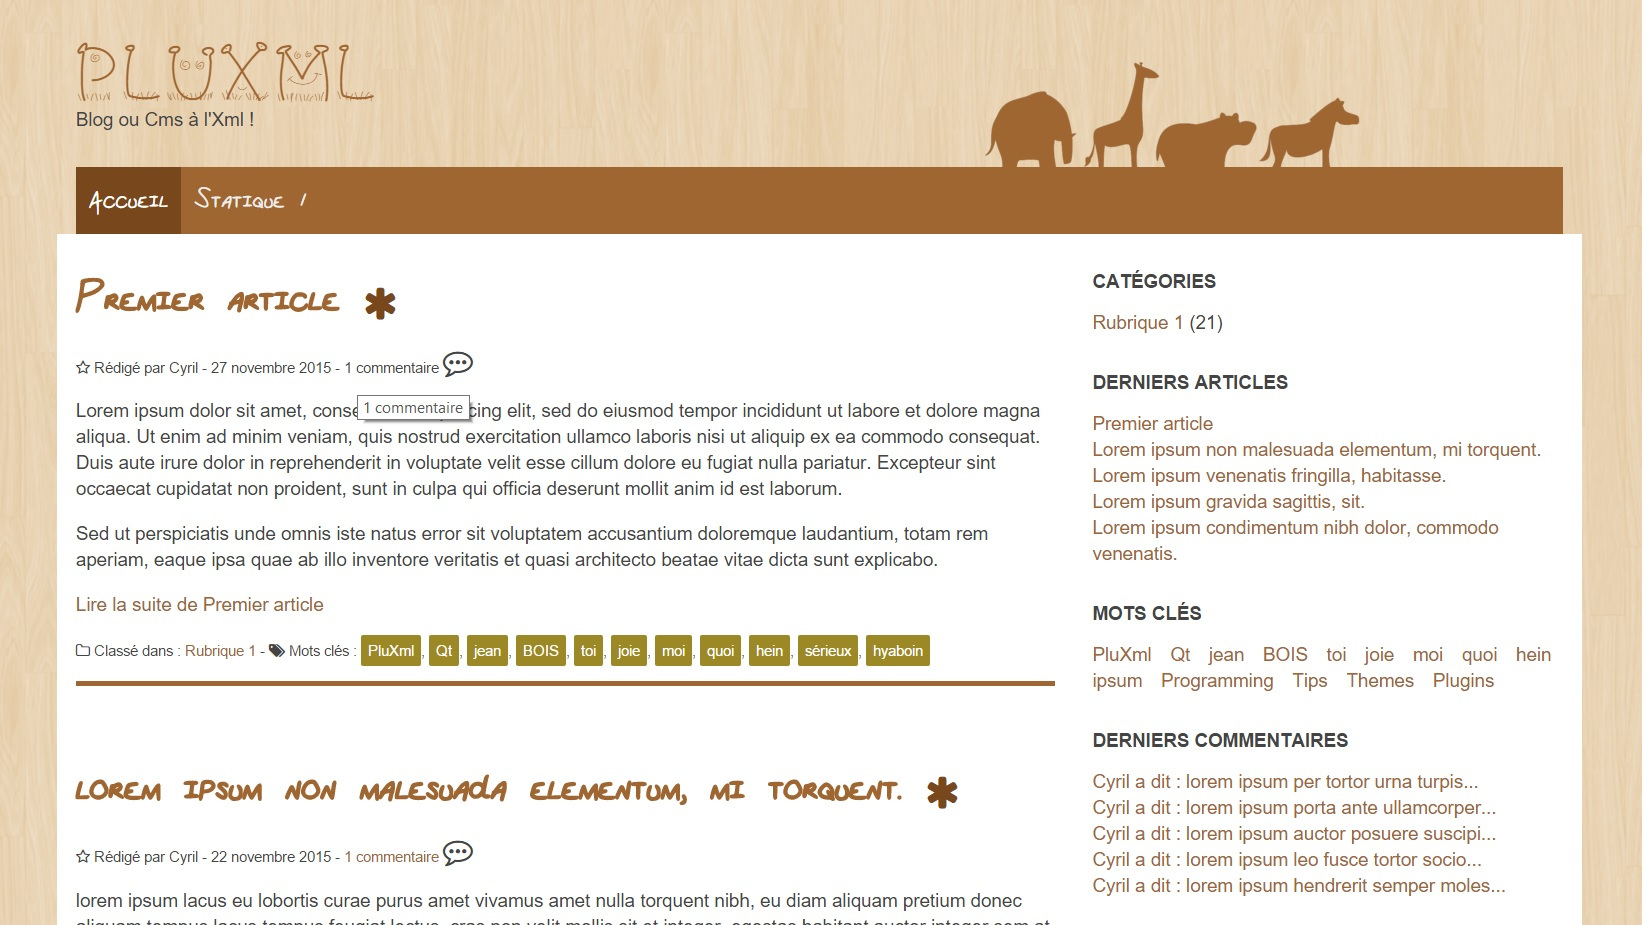 PLUXML
Blog ou Cms à l'Xml !
Accueil Statique 1
Premier article
Rédigé par Cyril - 27 novembre 2015 - 1 commentaire
1 commentaire
Lorem ipsum dolor sit amet, conse cing elit, sed do eiusmod tempor incididunt ut labore et dolore magna
aliqua. Ut enim ad minim veniam, quis nostrud exercitation ullamco laboris nisi ut aliquip ex ea commodo consequat.
Duis aute irure dolor in reprehenderit in voluptate velit esse cillum dolore eu fugiat nulla pariatur. Excepteur sint
occaecat cupidatat non proident, sunt in culpa qui officia deserunt mollit anim id est laborum.
Sed ut perspiciatis unde omnis iste natus error sit voluptatem accusantium doloremque laudantium, totam rem
aperiam, eaque ipsa quae ab illo inventore veritatis et quasi architecto beatae vitae dicta sunt explicabo.
Lire la suite de Premier article
Classé dans : Rubrique 1 - Mots clés : PluXml, Qt, jean, BOIS, toi, joie, moi, quoi, hein, sérieux, hyaboin
lorem ipsum non malesuada elementum, mi torquent.
Rédigé par Cyril - 22 novembre 2015 - 1 commentaire
lorem ipsum lacus eu lobortis curae purus amet vivamus amet nulla torquent nibh, eu diam aliquam pretium donec
CATÉGORIES
Rubrique 1 (21)
DERNIERS ARTICLES
Premier article
Lorem ipsum non malesuada elementum, mi torquent.
Lorem ipsum venenatis fringilla, habitasse.
Lorem ipsum gravida sagittis, sit.
Lorem ipsum condimentum nibh dolor, commodo
venenatis.
MOTS CLÉS
PluXml Qt jean BOIS toi joie moi quoi hein
ipsum Programming Tips Themes Plugins
DERNIERS COMMENTAIRES
Cyril a dit : lorem ipsum per tortor urna turpis...
Cyril a dit : lorem ipsum porta ante ullamcorper...
Cyril a dit : lorem ipsum auctor posuere suscipi...
Cyril a dit : lorem ipsum leo fusce tortor socio...
Cyril a dit : lorem ipsum hendrerit semper moles...